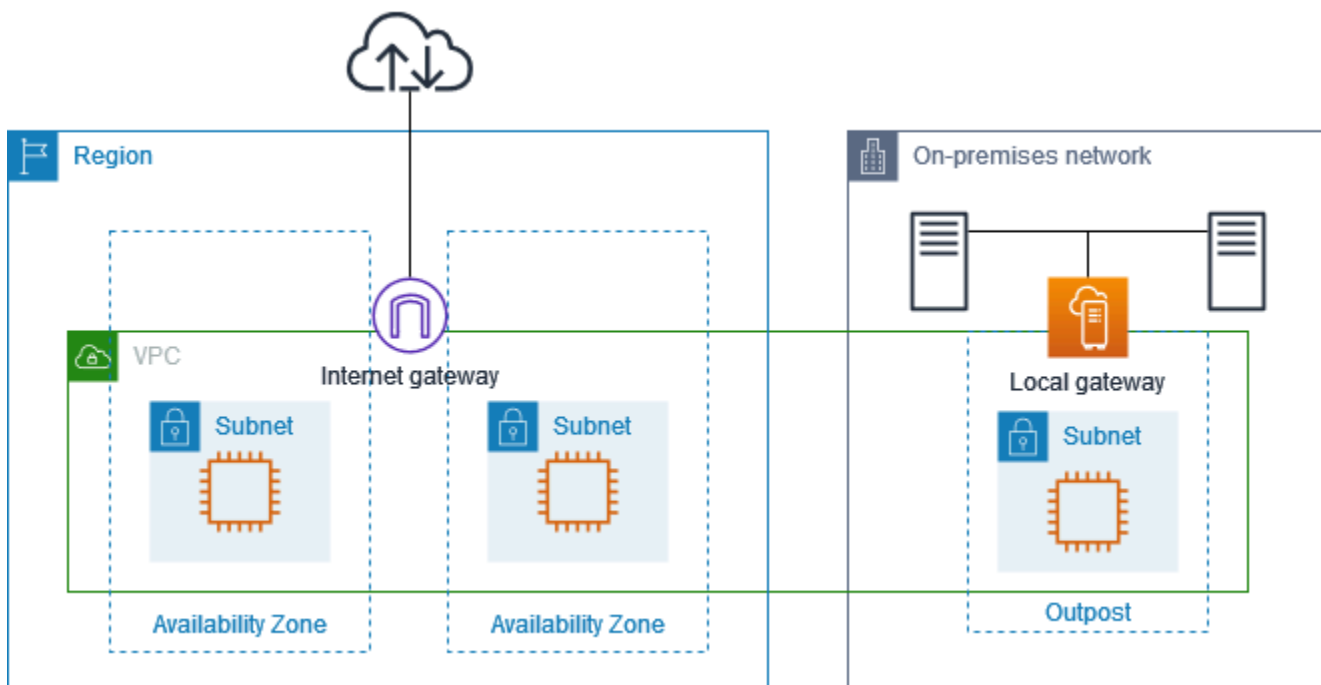 Region
On-premises network
VPC
Internet gateway
Local gateway
Subnet
Subnet
Subnet
Availability Zone
Availability Zone
Outpost